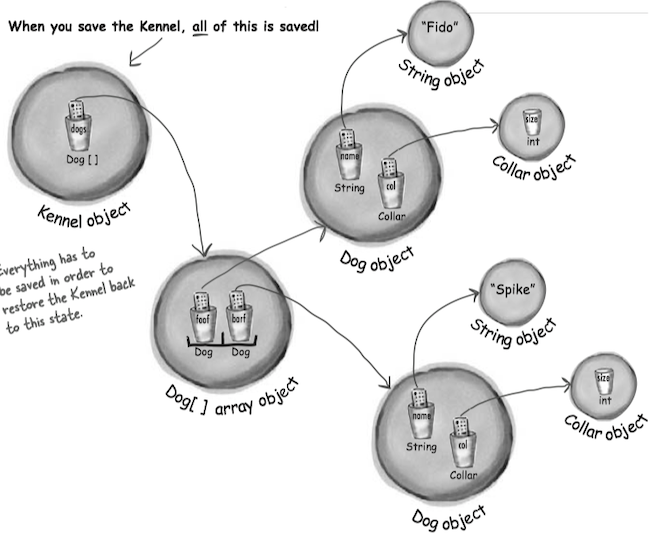 When you save the Kennel, all of this is saved!
"Fido"
String object
dogs
Dog [ ]
Kennel object
name
String
col
Collar
Dog object
size
int
Collar object
Everything has to
be saved in order to
restore the Kennel back
to this state.
foof
barf
Dog Dog
Dog[ ] array object
"Spike"
String object
name
String
col
Collar
Dog object
size
int
Collar object